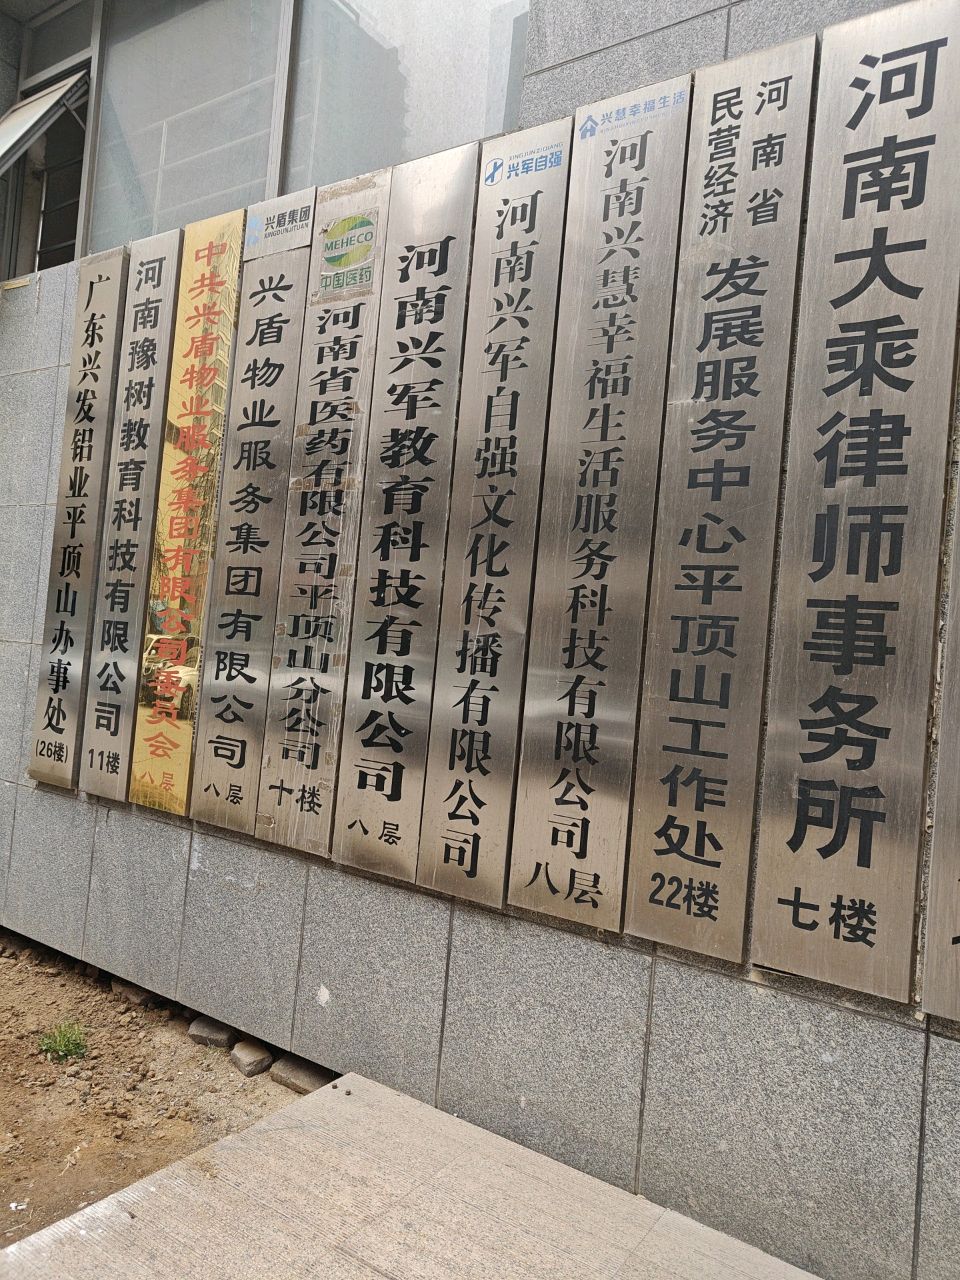 广东兴发铝业平顶山办事处
(26楼)
河南豫树教育科技有限公司
11楼
中共兴盾物业服务集团有限公司委员会
八层
兴盾集团
XINGDUNJITUAN
兴盾物业服务集团有限公司
八层
MEHECO
中国医药
河南省医药有限公司平顶山分公司
十楼
河南兴军教育科技有限公司
八层
XINGJUNZIQIANG
兴军自强
河南兴军自强文化传播有限公司
兴慧幸福生活
河南兴慧幸福生活服务科技有限公司
八层
河南省
民营经济
发展服务中心平顶山工作处
22楼
河南大乘律师事务所
七楼